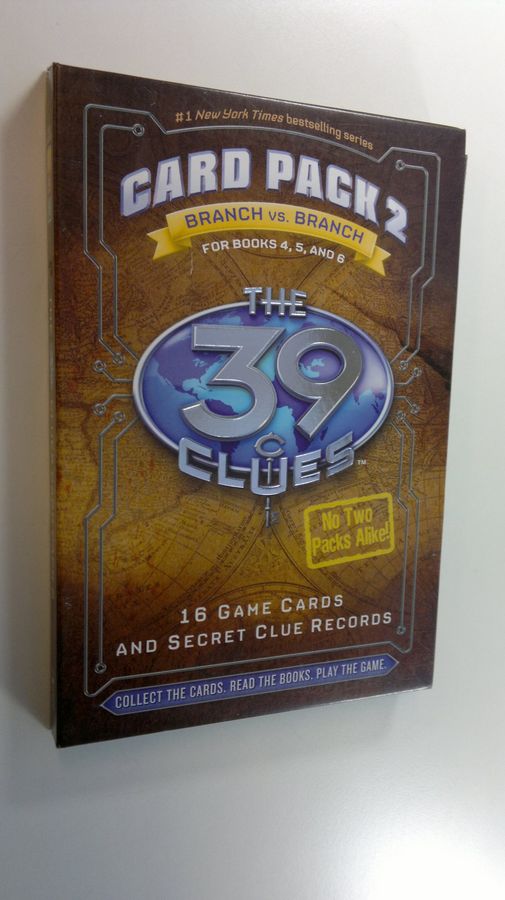 #1 New York Times bestselling series
CARD PACK 2
BRANCH VS. BRANCH
FOR BOOKS 4, 5, AND 6
THE
39
CLUES™
No Two
Packs Alike!
16 GAME CARDS
AND SECRET CLUE RECORDS
COLLECT THE CARDS. READ THE BOOKS. PLAY THE GAME.